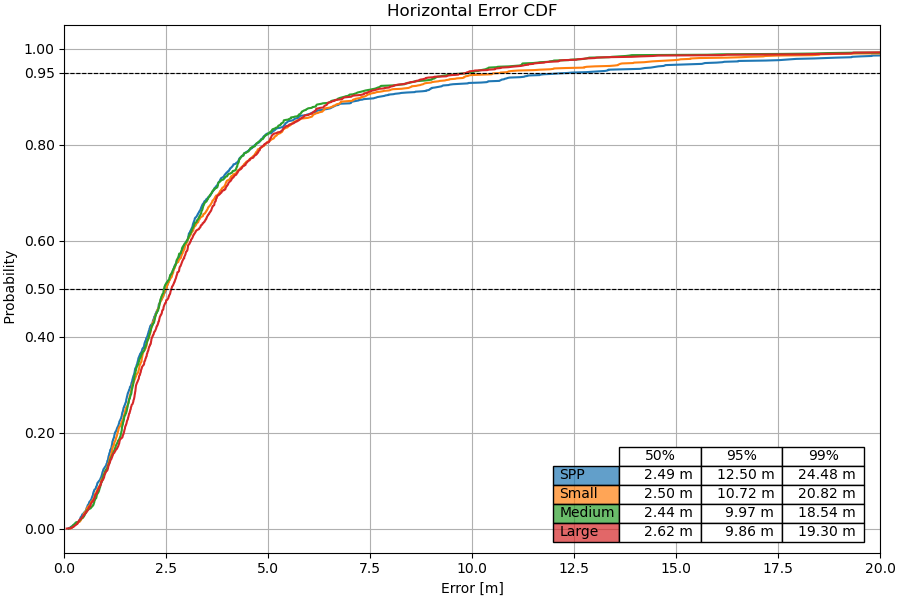 Horizontal Error CDF
1.00
0.95
0.80
0.60
0.50
0.40
0.20
0.00
Probability
50% 95% 99%
SPP 2.49 m 12.50 m 24.48 m
Small 2.50 m 10.72 m 20.82 m
Medium 2.44 m 9.97 m 18.54 m
Large 2.62 m 9.86 m 19.30 m
0.0 2.5 5.0 7.5 10.0 12.5 15.0 17.5 20.0
Error [m]